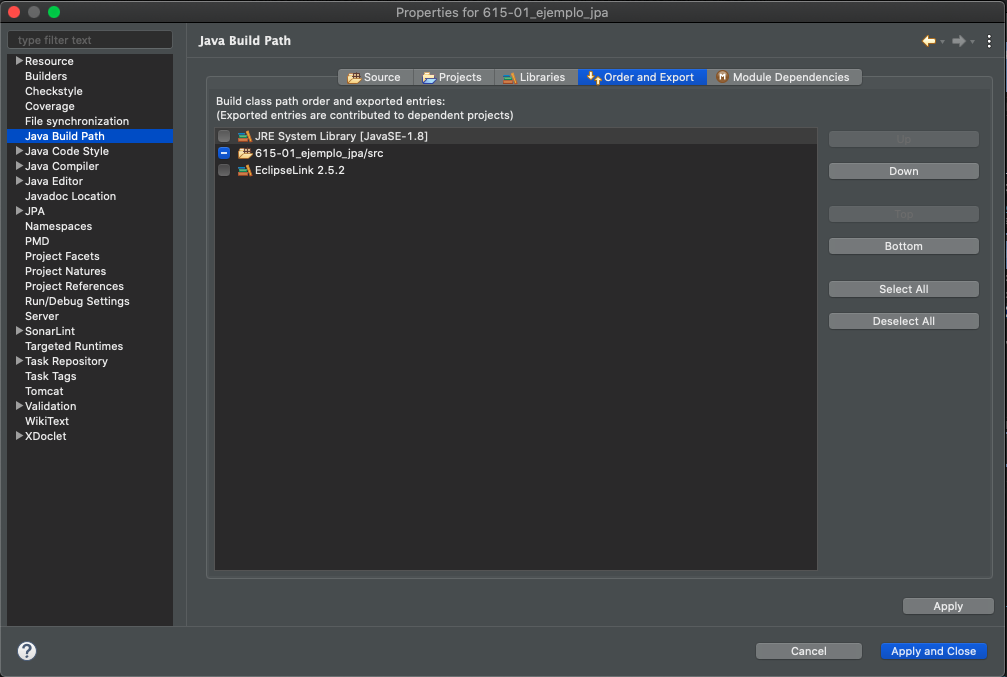 Properties for 615-01_ejemplo_jpa
type filter text
Resource
Builders
Checkstyle
Coverage
File synchronization
Java Build Path
Java Code Style
Java Compiler
Java Editor
Javadoc Location
JPA
Namespaces
PMD
Project Facets
Project Natures
Project References
Run/Debug Settings
Server
SonarLint
Targeted Runtimes
Task Repository
Task Tags
Tomcat
Validation
WikiText
XDoclet
Java Build Path
Source
Projects
Libraries
Order and Export
M Module Dependencies
Build class path order and exported entries:
(Exported entries are contributed to dependent projects)
JRE System Library [JavaSE-1.8]
615-01_ejemplo_jpa/src
EclipseLink 2.5.2
Up
Down
Top
Bottom
Select All
Deselect All
Apply
?
Cancel
Apply and Close